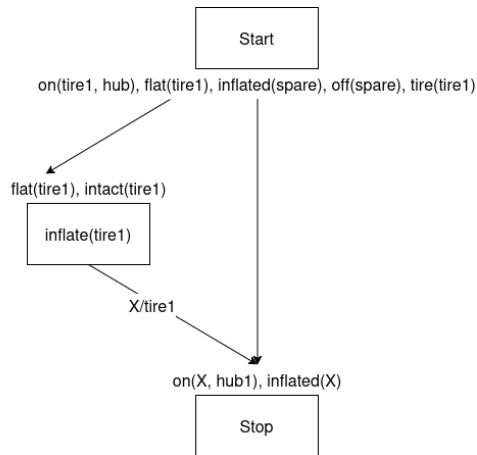 Start
on(tire1, hub), flat(tire1), inflated(spare), off(spare), tire(tire1)
flat(tire1), intact(tire1)
inflate(tire1)
X/tire1
on(X, hub1), inflated(X)
Stop